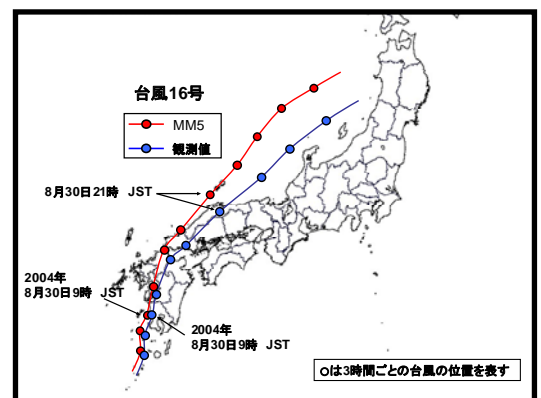 台風16号
MM5
観測値
8月30日21時 JST
2004年
8月30日9時 JST
2004年
8月30日9時 JST
○は3時間ごとの台風の位置を表す